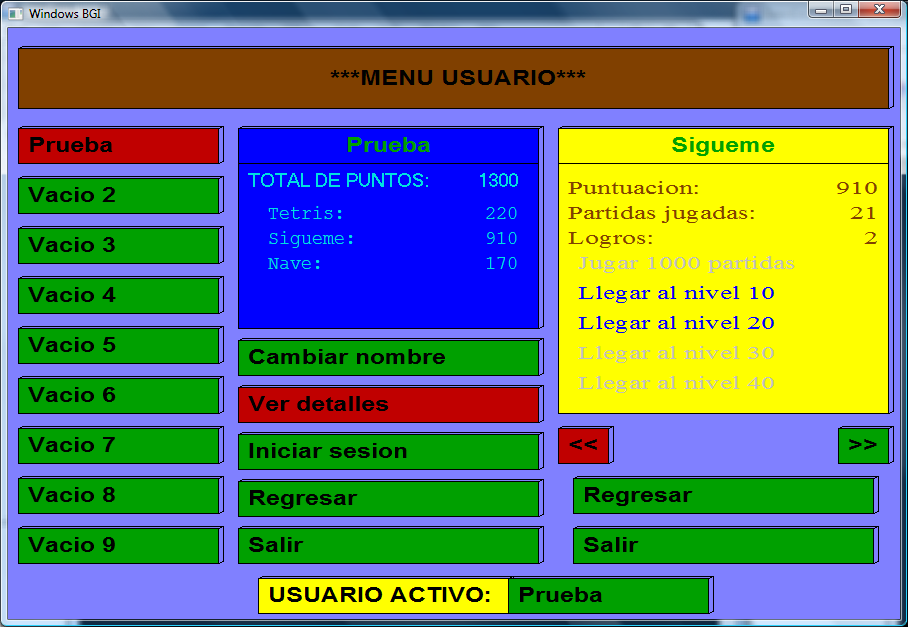 Windows BGI
***MENU USUARIO***
Prueba
Vacio 2
Vacio 3
Vacio 4
Vacio 5
Vacio 6
Vacio 7
Vacio 8
Vacio 9
Prueba
TOTAL DE PUNTOS: 1300
Tetris: 220
Sigueme: 910
Nave: 170
Cambiar nombre
Ver detalles
Iniciar sesion
Regresar
Salir
Sigueme
Puntuacion: 910
Partidas jugadas: 21
Logros: 2
Jugar 1000 partidas
Llegar al nivel 10
Llegar al nivel 20
Llegar al nivel 30
Llegar al nivel 40
<< >>
Regresar
Salir
USUARIO ACTIVO: Prueba